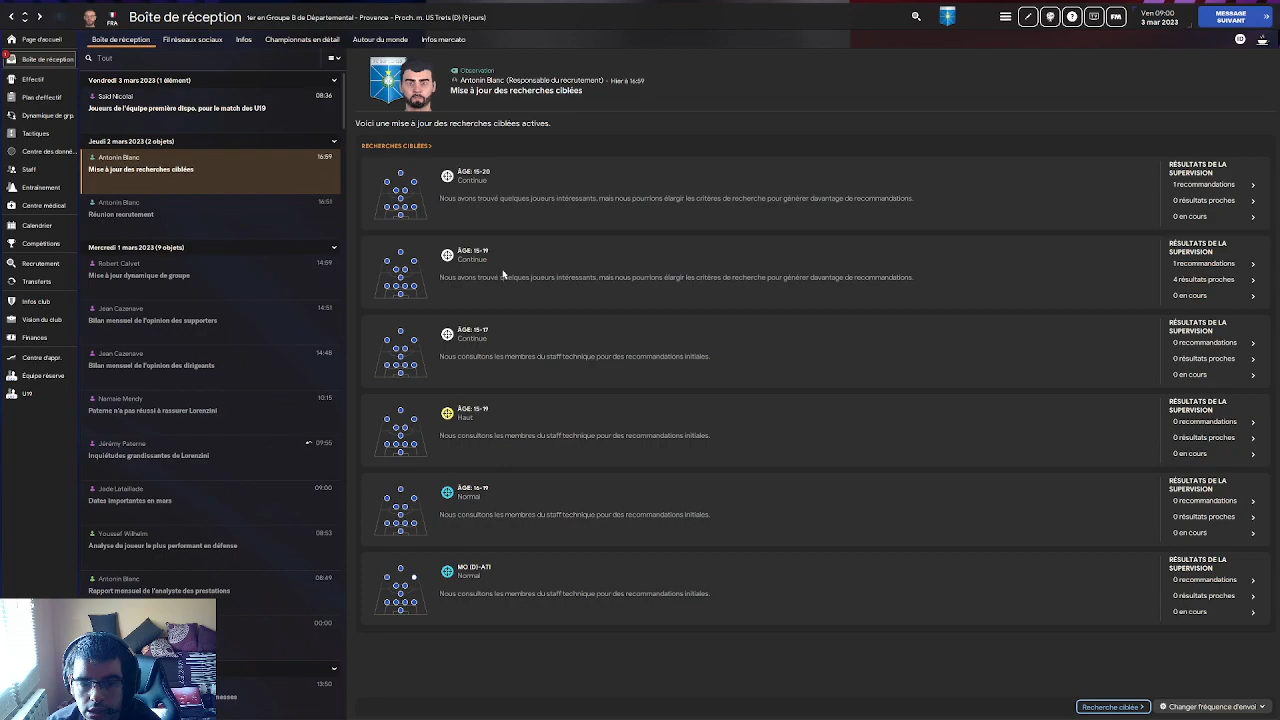 FRA
Boîte de réception
1er en Groupe B de Départemental - Provence - Proch. m. US Trets (D) (9 jours)
FM
Ven 09:00
3 mar 2023
MESSAGE SUIVANT
Page d'accueil
Boîte de réception
Effectif
Plan d'effectif
Dynamique de grp.
Tactiques
Centre des donné...
Staff
Entraînement
Centre médical
Calendrier
Compétitions
Recrutement
Transferts
Infos club
Vision du club
Finances
Centre d'appr.
Équipe réserve
U19
Boîte de réception
Fil réseaux sociaux
Infos
Championnats en détail
Autour du monde
Infos mercato
Tout
Vendredi 3 mars 2023 (1 élément)
Saïd Nicolaï
08:36
Joueurs de l'équipe première dispo. pour le match des U19
Jeudi 2 mars 2023 (2 objets)
Antonin Blanc
16:59
Mise à jour des recherches ciblées
Antonin Blanc
16:51
Réunion recrutement
Mercredi 1 mars 2023 (9 objets)
Robert Calvet
14:59
Mise à jour dynamique de groupe
Jean Cazenave
14:51
Bilan mensuel de l'opinion des supporters
Jean Cazenave
14:48
Bilan mensuel de l'opinion des dirigeants
Namaïe Mendy
10:15
Paterne n'a pas réussi à rassurer Lorenzini
Jérémy Paterne
09:55
Inquiétudes grandissantes de Lorenzini
Jade Lataillade
09:00
Dates importantes en mars
Youssef Wilhelm
08:53
Analyse du joueur le plus performant en défense
Antonin Blanc
08:49
Rapport mensuel de l'analyste des prestations
00:00
13:50
Observation
Antonin Blanc (Responsable du recrutement) - Hier à 16:59
Mise à jour des recherches ciblées
Voici une mise à jour des recherches ciblées actives.
RECHERCHES CIBLÉES >
ÂGE: 15-20
Continue
Nous avons trouvé quelques joueurs intéressants, mais nous pourrions élargir les critères de recherche pour générer davantage de recommandations.
RÉSULTATS DE LA SUPERVISION
1 recommandations
0 résultats proches
0 en cours
ÂGE: 15-19
Continue
Nous avons trouvé quelques joueurs intéressants, mais nous pourrions élargir les critères de recherche pour générer davantage de recommandations.
RÉSULTATS DE LA SUPERVISION
1 recommandations
4 résultats proches
0 en cours
ÂGE: 15-17
Continue
Nous consultons les membres du staff technique pour des recommandations initiales.
RÉSULTATS DE LA SUPERVISION
0 recommandations
0 résultats proches
0 en cours
ÂGE: 15-19
Haut
Nous consultons les membres du staff technique pour des recommandations initiales.
RÉSULTATS DE LA SUPERVISION
0 recommandations
0 résultats proches
0 en cours
ÂGE: 16-19
Normal
Nous consultons les membres du staff technique pour des recommandations initiales.
RÉSULTATS DE LA SUPERVISION
0 recommandations
0 résultats proches
0 en cours
MO (D)-ATI
Normal
Nous consultons les membres du staff technique pour des recommandations initiales.
RÉSULTATS DE LA SUPERVISION
0 recommandations
0 résultats proches
0 en cours
Recherche ciblée >
Changer fréquence d'envoi